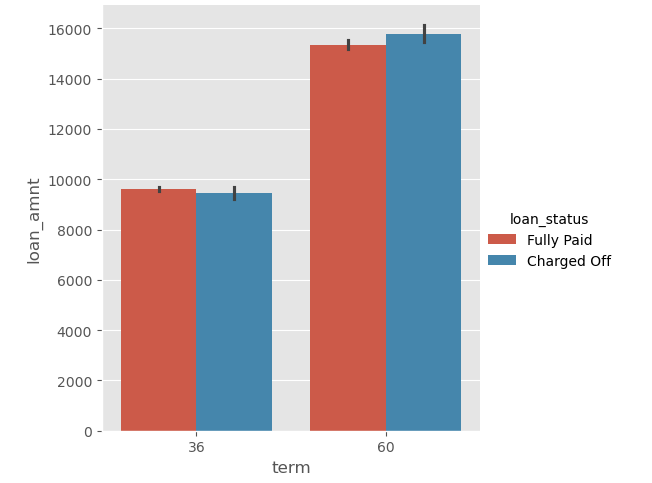 16000
14000
12000
10000
8000
6000
4000
2000
0
loan_amnt
36
60
term
loan_status
Fully Paid
Charged Off